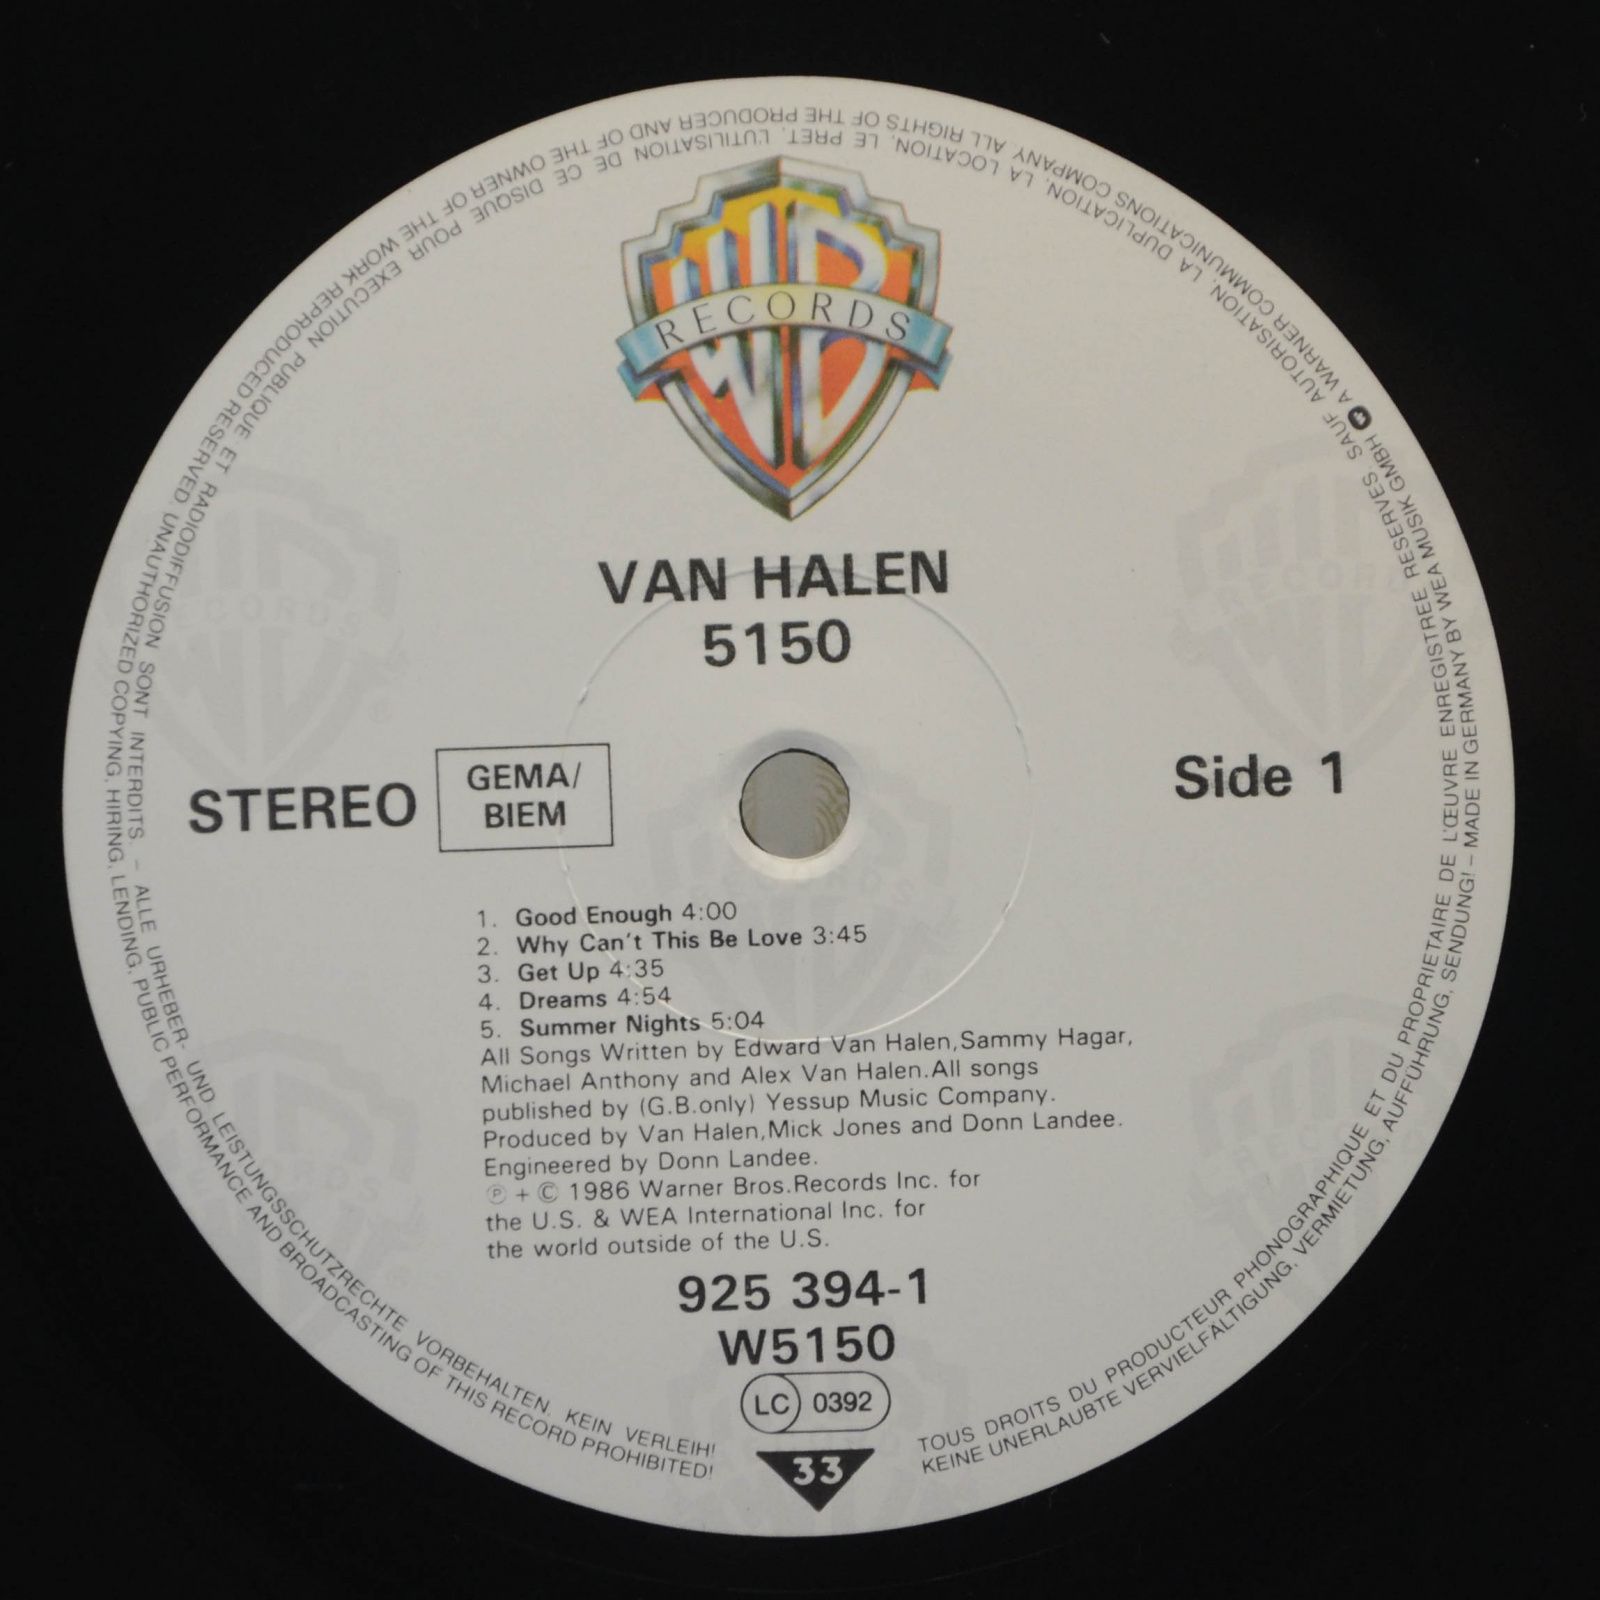 WB
RECORDS
VAN HALEN
5150
STEREO
GEMA/
BIEM
Side 1
1. Good Enough 4:00
2. Why Can't This Be Love 3:45
3. Get Up 4:35
4. Dreams 4:54
5. Summer Nights 5:04
All Songs Written by Edward Van Halen,Sammy Hagar,
Michael Anthony and Alex Van Halen.All songs
published by (G.B.only) Yessup Music Company.
Produced by Van Halen,Mick Jones and Donn Landee.
Engineered by Donn Landee.
Ⓟ + © 1986 Warner Bros.Records Inc. for
the U.S. & WEA International Inc. for
the world outside of the U.S.
925 394-1
W5150
LC 0392
33
TOUS DROITS DU PRODUCTEUR PHONOGRAPHIQUE ET DU PROPRIETAIRE DE L'ŒUVRE ENREGISTREE RESERVES. SAUF AUTORISATION, LA DUPLICATION, LA LOCATION, LE PRET, L'UTILISATION DE CE DISQUE POUR EXECUTION PUBLIQUE ET RADIODIFFUSION SONT INTERDITS. – ALLE URHEBER- UND LEISTUNGSSCHUTZRECHTE VORBEHALTEN. KEIN VERLEIH!
KEINE UNERLAUBTE VERVIELFÄLTIGUNG, VERMIETUNG, AUFFÜHRUNG, SENDUNG! – MADE IN GERMANY BY WEA MUSIK GMBH A WARNER COMMUNICATIONS COMPANY. ALL RIGHTS OF THE PRODUCER AND OF THE OWNER OF THE WORK REPRODUCED RESERVED. UNAUTHORIZED COPYING, HIRING, LENDING, PUBLIC PERFORMANCE AND BROADCASTING OF THIS RECORD PROHIBITED!